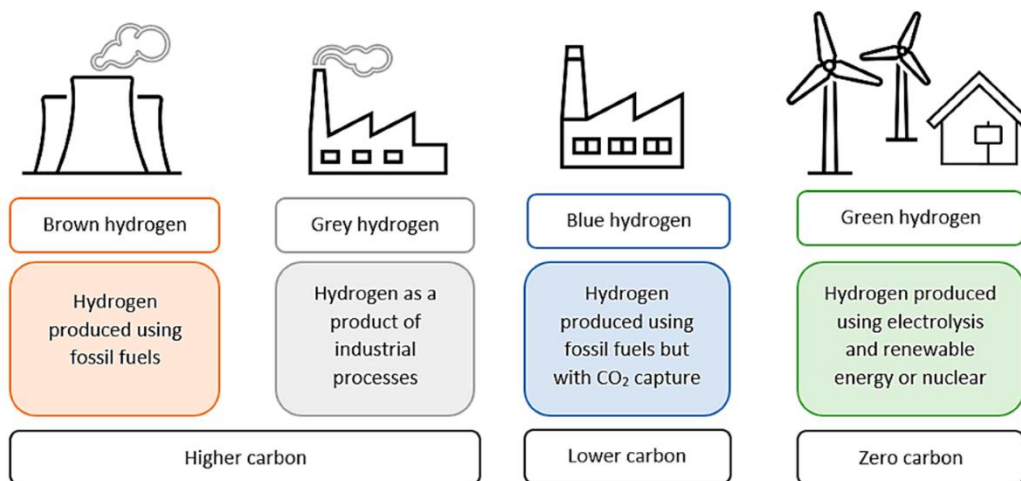 Brown hydrogen
Grey hydrogen
Blue hydrogen
Green hydrogen
Hydrogen
produced using
fossil fuels
Hydrogen as a
product of
industrial
processes
Hydrogen
produced using
fossil fuels but
with CO₂ capture
Hydrogen produced
using electrolysis
and renewable
energy or nuclear
Higher carbon
Lower carbon
Zero carbon